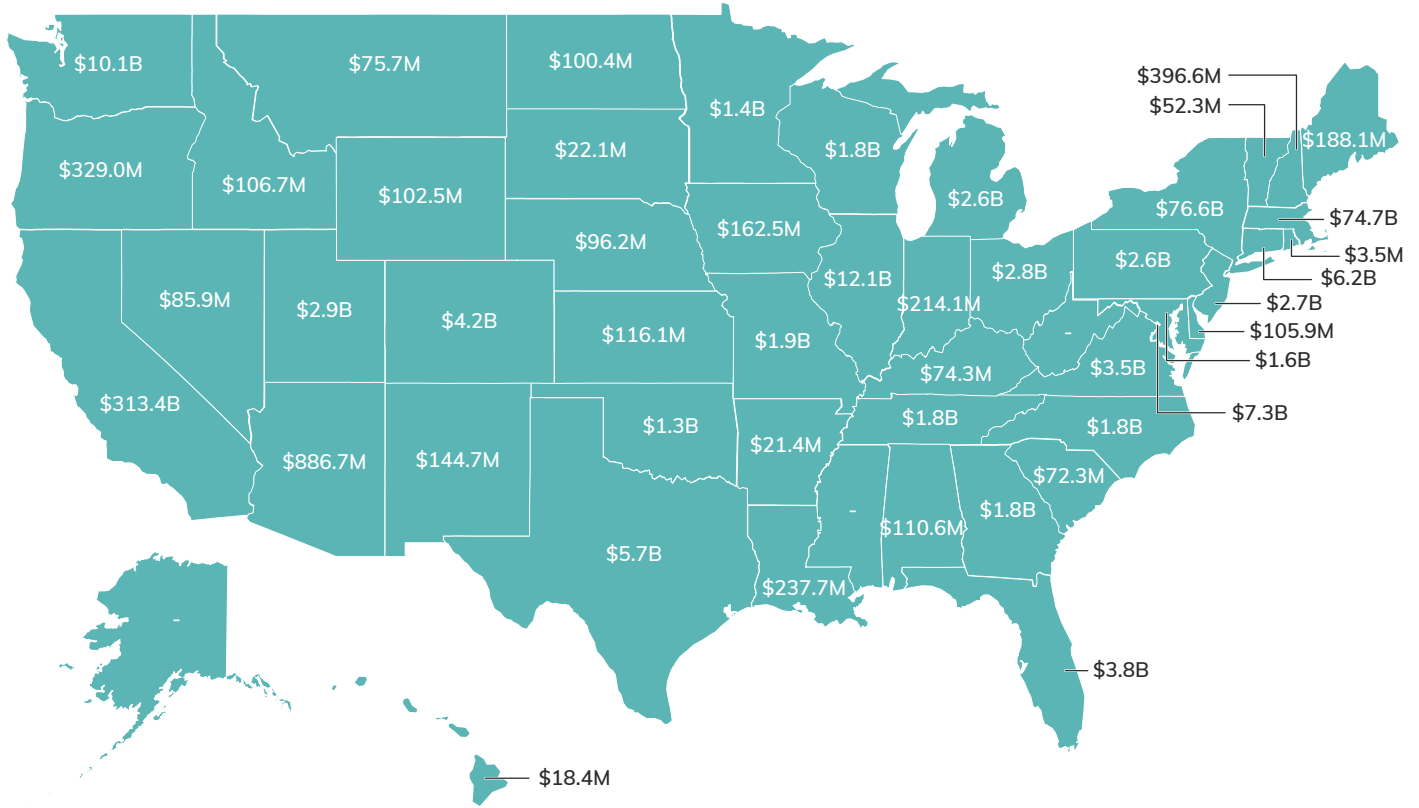 $10.1B
$75.7M
$100.4M
$1.4B
$396.6M
$52.3M
$188.1M
$329.0M
$106.7M
$102.5M
$22.1M
$1.8B
$2.6B
$76.6B
$74.7B
$3.5M
$6.2B
$85.9M
$2.9B
$4.2B
$96.2M
$162.5M
$12.1B
$214.1M
$2.8B
$2.6B
$2.7B
$105.9M
$1.6B
$7.3B
$313.4B
$116.1M
$1.9B
$74.3M
-
$3.5B
$886.7M
$144.7M
$1.3B
$21.4M
$1.8B
$1.8B
$72.3M
$5.7B
$237.7M
-
$110.6M
$1.8B
$3.8B
-
$18.4M